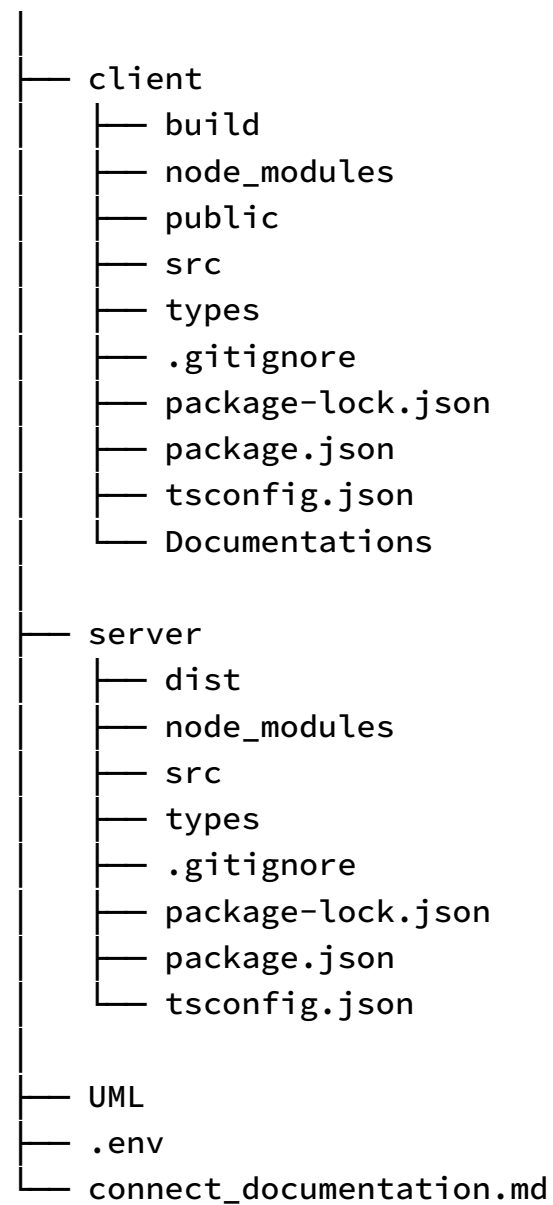 client
build
node_modules
public
src
types
.gitignore
package-lock.json
package.json
tsconfig.json
Documentations
server
dist
node_modules
src
types
.gitignore
package-lock.json
package.json
tsconfig.json
UML
.env
connect_documentation.md